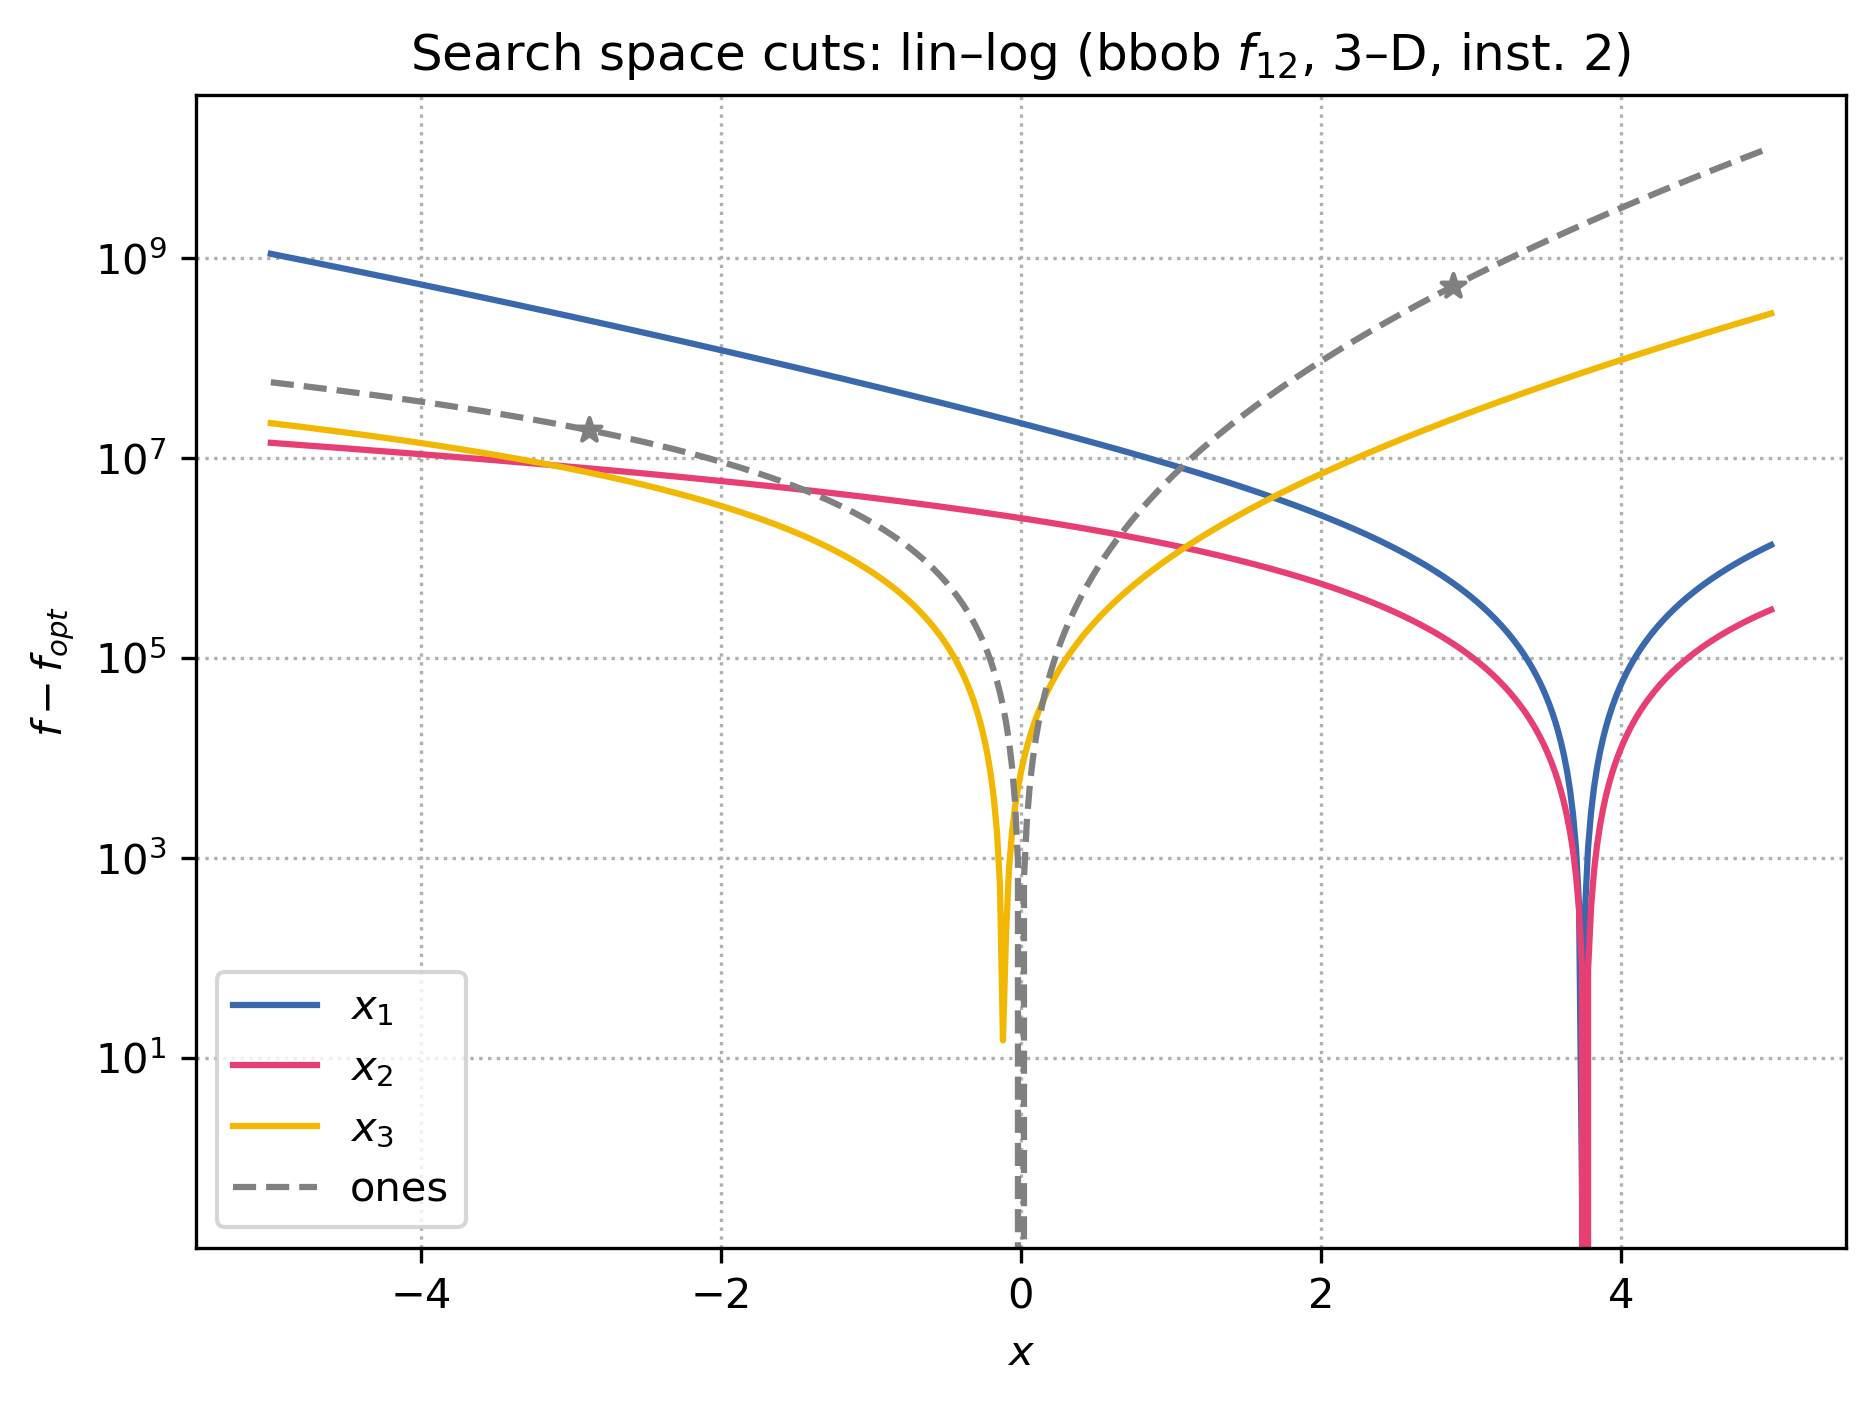 Search space cuts: lin–log (bbob f12, 3–D, inst. 2)
f − fopt
10^9
10^7
10^5
10^3
10^1
x1
x2
x3
ones
−4 −2 0 2 4
x